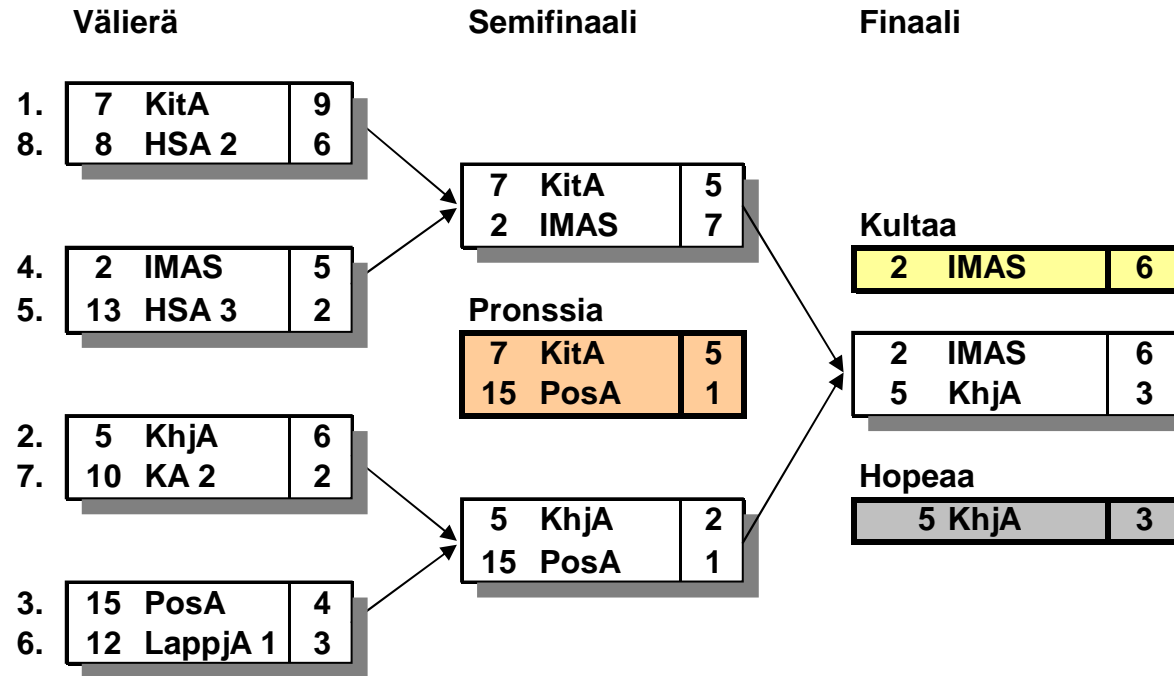 Välierä Semifinaali Finaali
1. 7 KitA 9
8. 8 HSA 2 6
7 KitA 5
2 IMAS 7
Kultaa
4. 2 IMAS 5
2 IMAS 6
5. 13 HSA 3 2
Pronssia
7 KitA 5
2 IMAS 6
15 PosA 1
5 KhjA 3
2. 5 KhjA 6
7. 10 KA 2 2
Hopeaa
5 KhjA 2
5 KhjA 3
15 PosA 1
3. 15 PosA 4
6. 12 LappjA 1 3